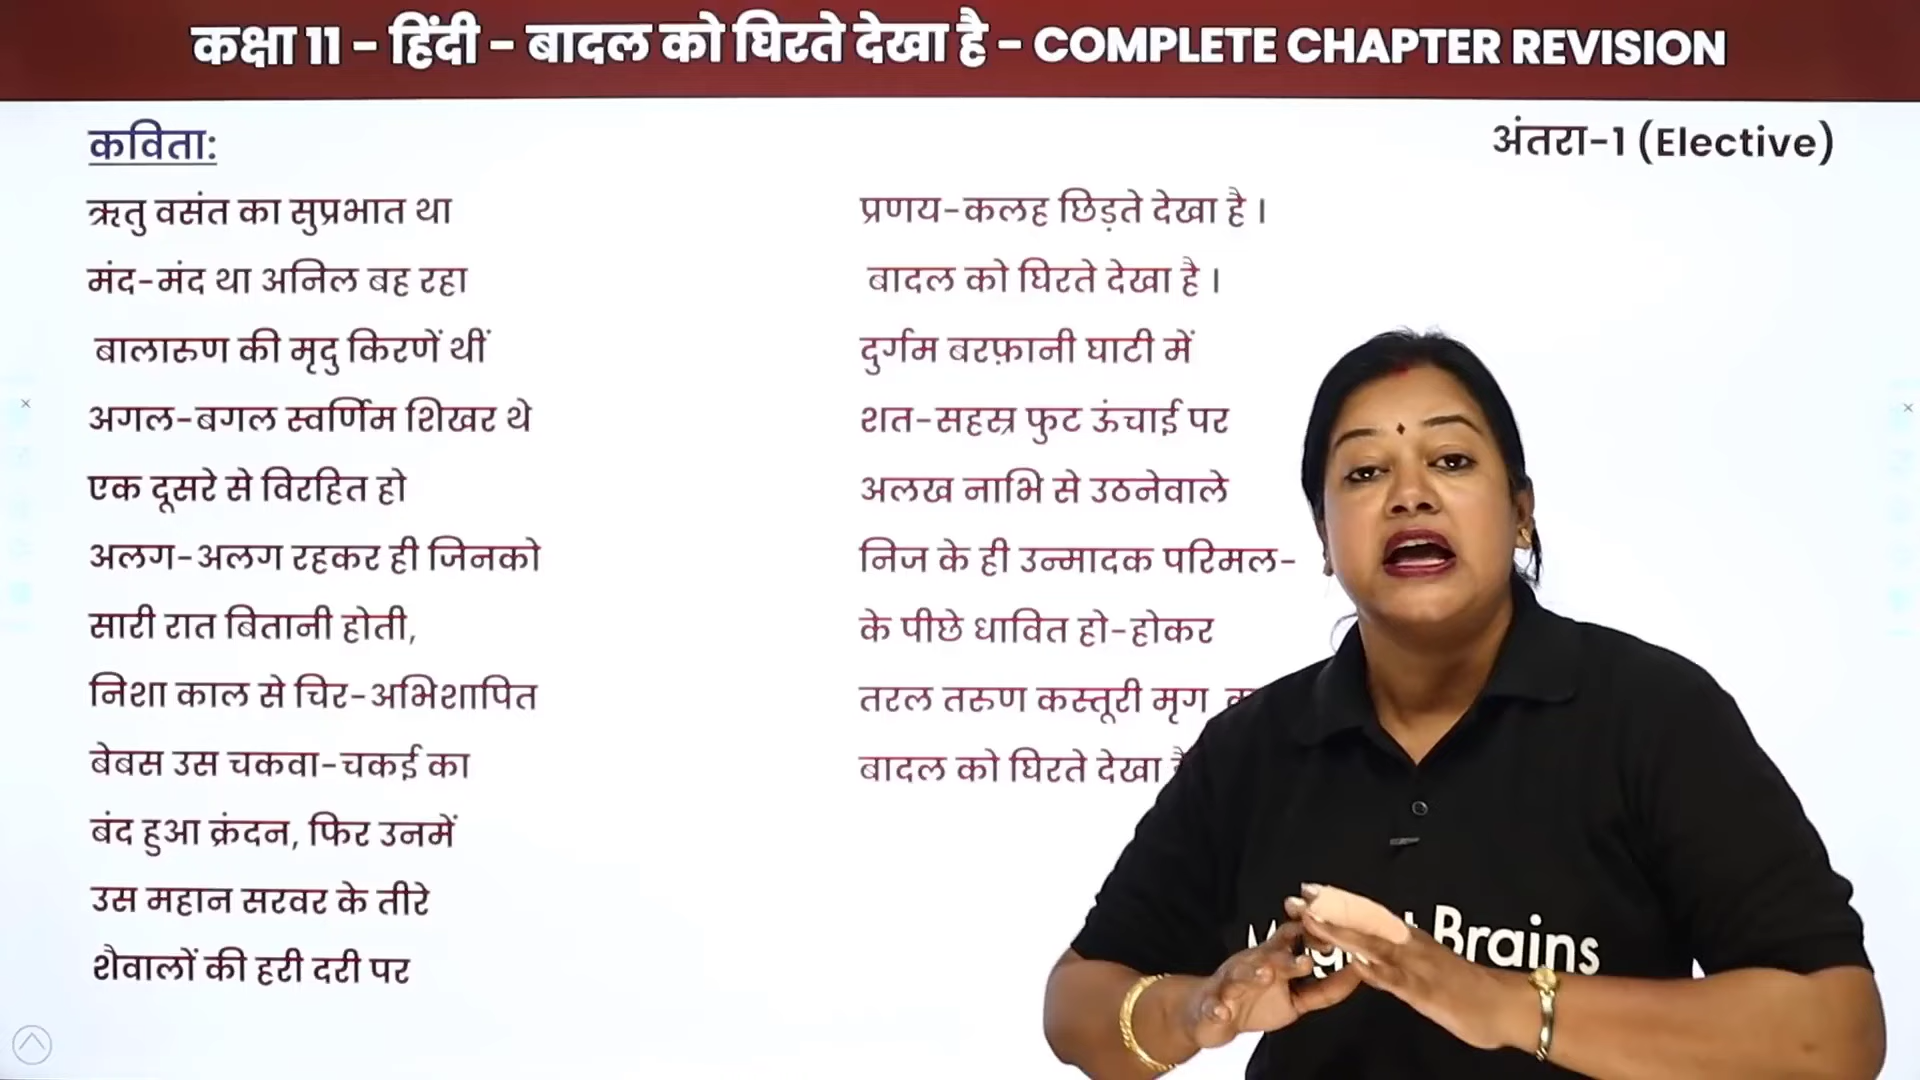 कक्षा 11 - हिंदी - बादल को घिरते देखा है - COMPLETE CHAPTER REVISION
कविता:
अंतरा-1 (Elective)
ऋतु वसंत का सुप्रभात था
मंद-मंद था अनिल बह रहा
बालारुण की मृदु किरणें थीं
अगल-बगल स्वर्णिम शिखर थे
एक दूसरे से विरहित हो
अलग-अलग रहकर ही जिनको
सारी रात बितानी होती,
निशा काल से चिर-अभिशापित
बेबस उस चकवा-चकई का
बंद हुआ क्रंदन, फिर उनमें
उस महान सरवर के तीरे
शैवालों की हरी दरी पर
प्रणय-कलह छिड़ते देखा है ।
बादल को घिरते देखा है ।
दुर्गम बरफ़ानी घाटी में
शत-सहस्र फुट ऊंचाई पर
अलख नाभि से उठनेवाले
निज के ही उन्मादक परिमल-
के पीछे धावित हो-होकर
तरल तरुण कस्तूरी मृग
बादल को घिरते देखा
Brains